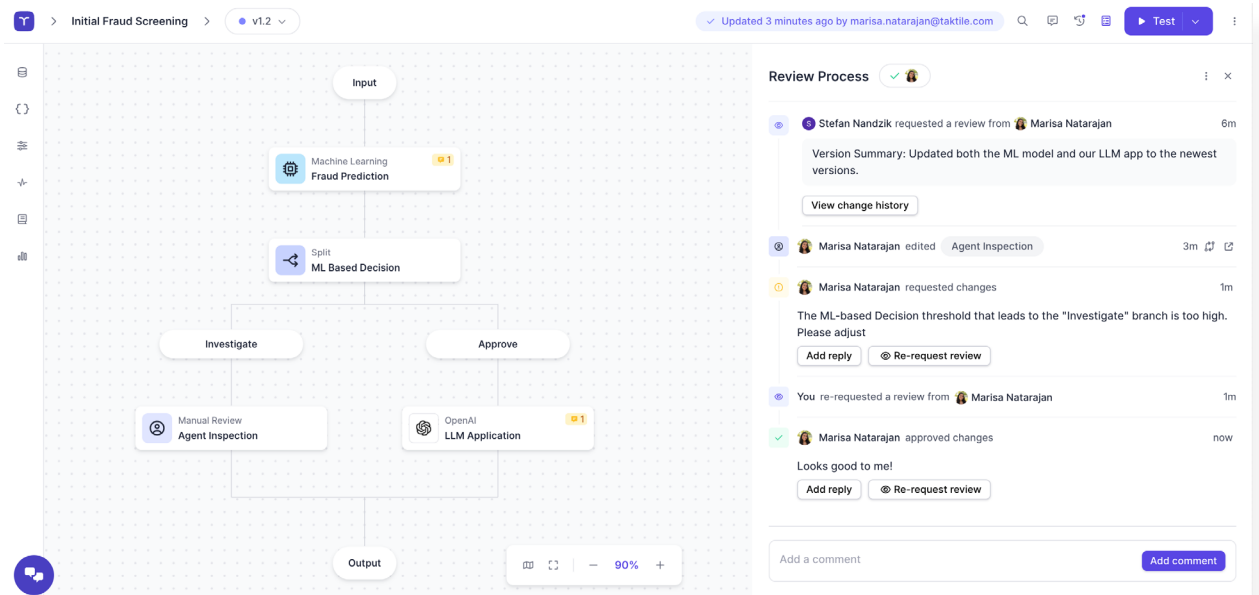 Initial Fraud Screening
v1.2
Updated 3 minutes ago by marisa.natarajan@taktile.com
Test
Input
Machine Learning
1
Fraud Prediction
Split
ML Based Decision
Investigate
Approve
Manual Review
Agent Inspection
OpenAI
1
LLM Application
Output
90%
Review Process
S Stefan Nandzik requested a review from Marisa Natarajan 6m
Version Summary: Updated both the ML model and our LLM app to the newest
versions.
View change history
Marisa Natarajan edited Agent Inspection 3m
Marisa Natarajan requested changes 1m
The ML-based Decision threshold that leads to the "Investigate" branch is too high.
Please adjust
Add reply Re-request review
You re-requested a review from Marisa Natarajan 1m
Marisa Natarajan approved changes now
Looks good to me!
Add reply Re-request review
Add a comment
Add comment